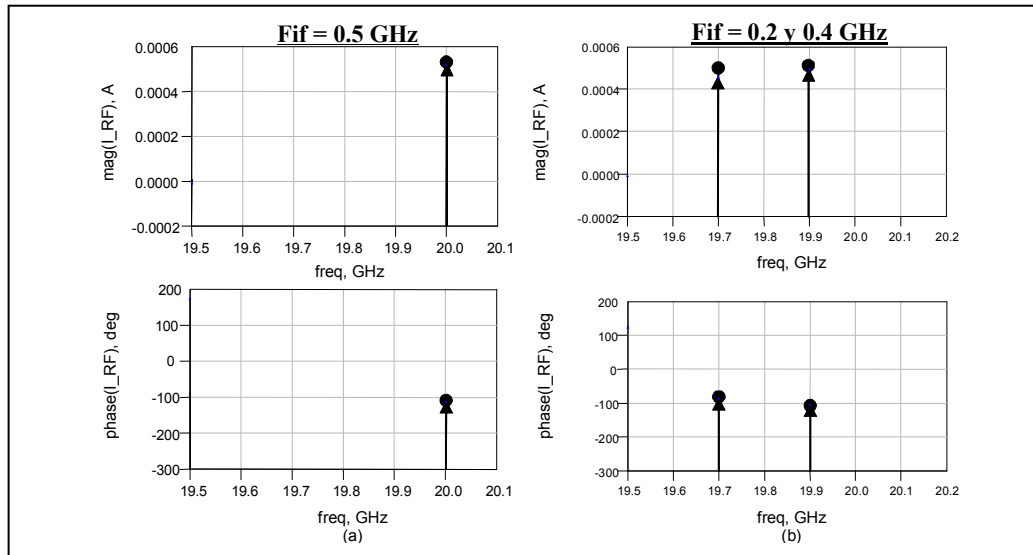 Fif = 0.5 GHz
mag(I_RF), A
0.0006
0.0004
0.0002
0.0000
-0.0002
19.5 19.6 19.7 19.8 19.9 20.0 20.1
freq, GHz
phase(I_RF), deg
200
100
0
-100
-200
-300
19.5 19.6 19.7 19.8 19.9 20.0 20.1
freq, GHz
(a)
Fif = 0.2 y 0.4 GHz
mag(I_RF), A
0.0006
0.0004
0.0002
0.0000
-0.0002
19.5 19.6 19.7 19.8 19.9 20.0 20.1 20.2
freq, GHz
phase(I_RF), deg
200
100
0
-100
-200
-300
19.5 19.6 19.7 19.8 19.9 20.0 20.1 20.2
freq, GHz
(b)